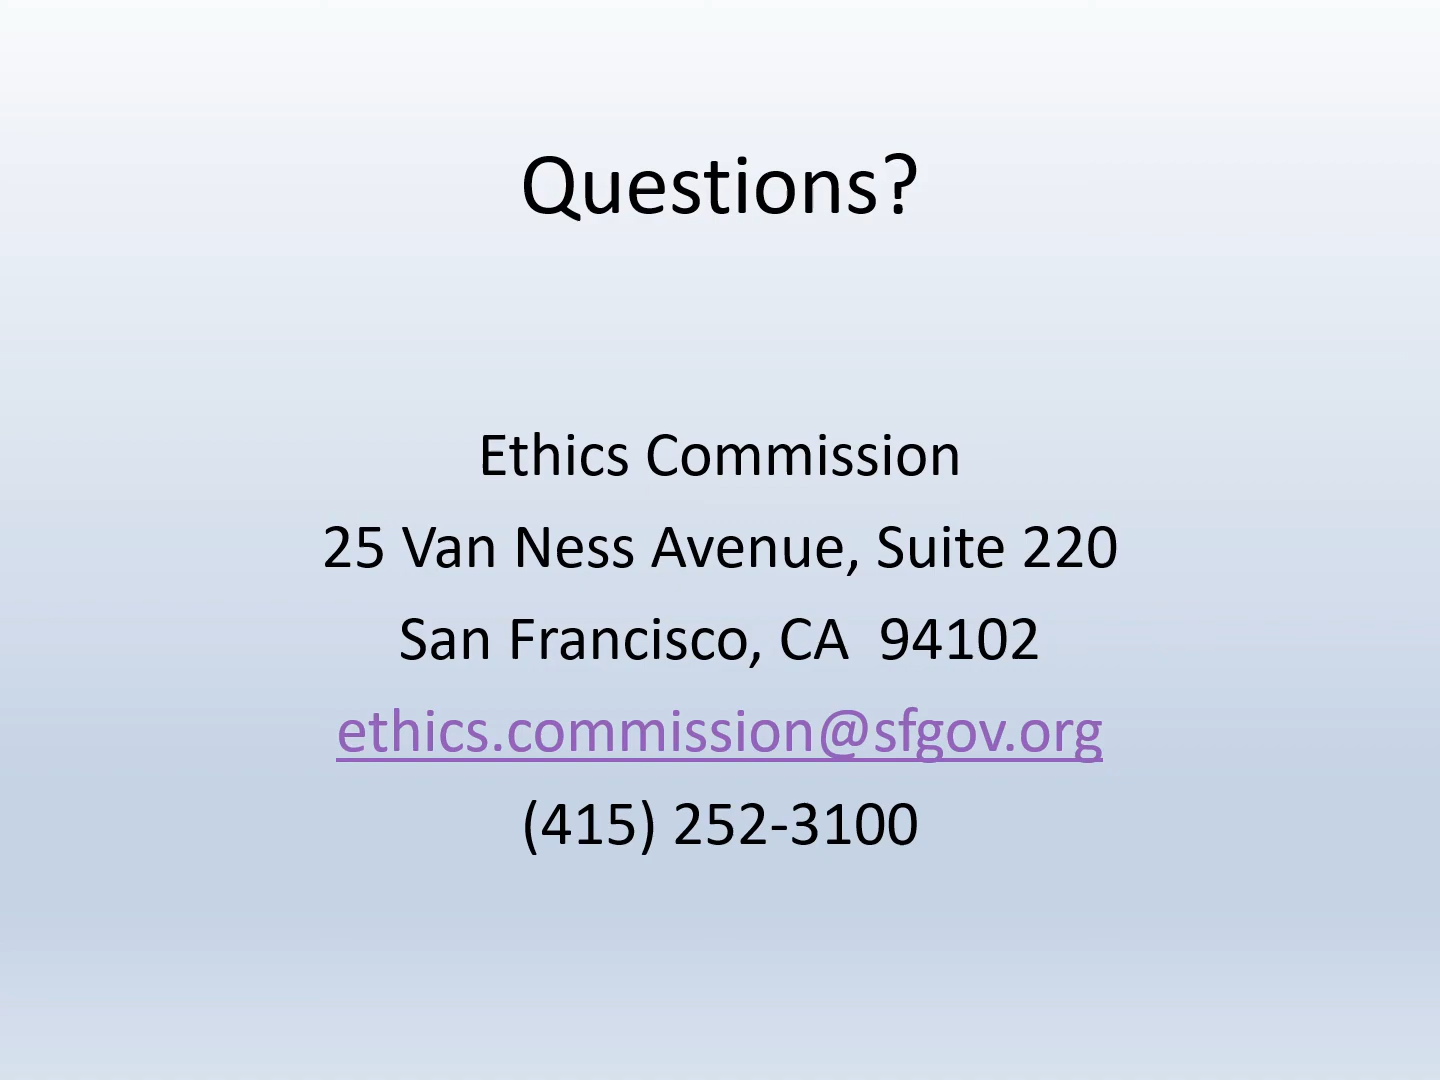 Questions?
Ethics Commission
25 Van Ness Avenue, Suite 220
San Francisco, CA  94102
ethics.commission@sfgov.org
(415) 252-3100